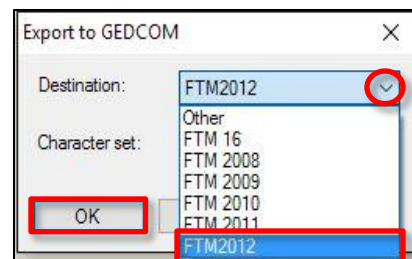 Export to GEDCOM
Destination:
FTM2012
Character set:
Other
FTM 16
FTM 2008
FTM 2009
FTM 2010
FTM 2011
FTM2012
OK